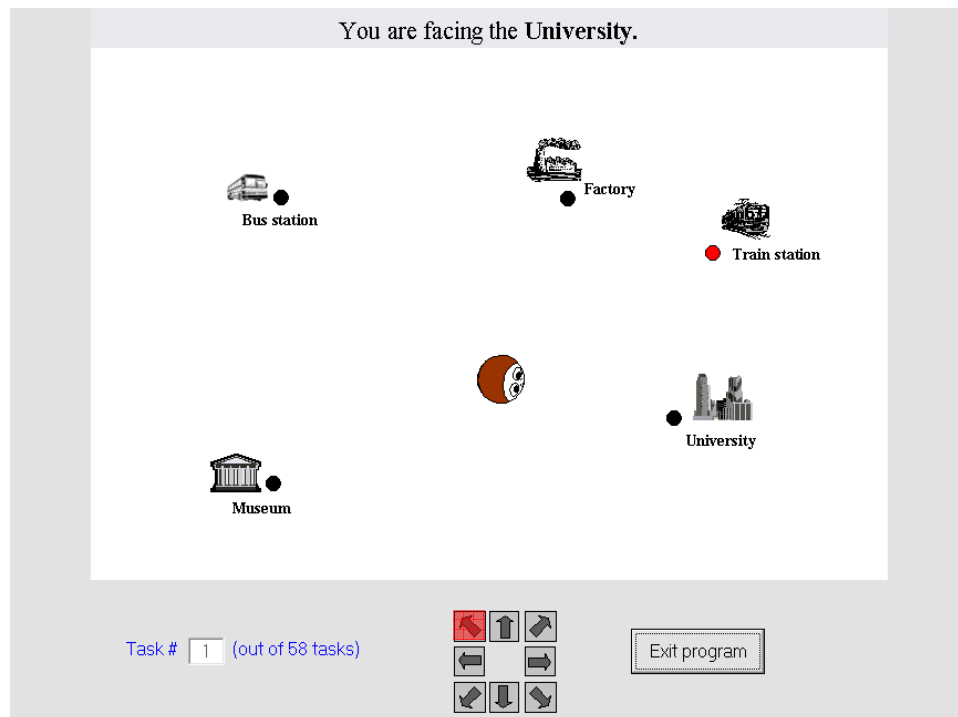 You are facing the University.
Factory
Bus station
Train station
University
Museum
Task # 1 (out of 58 tasks)
Exit program